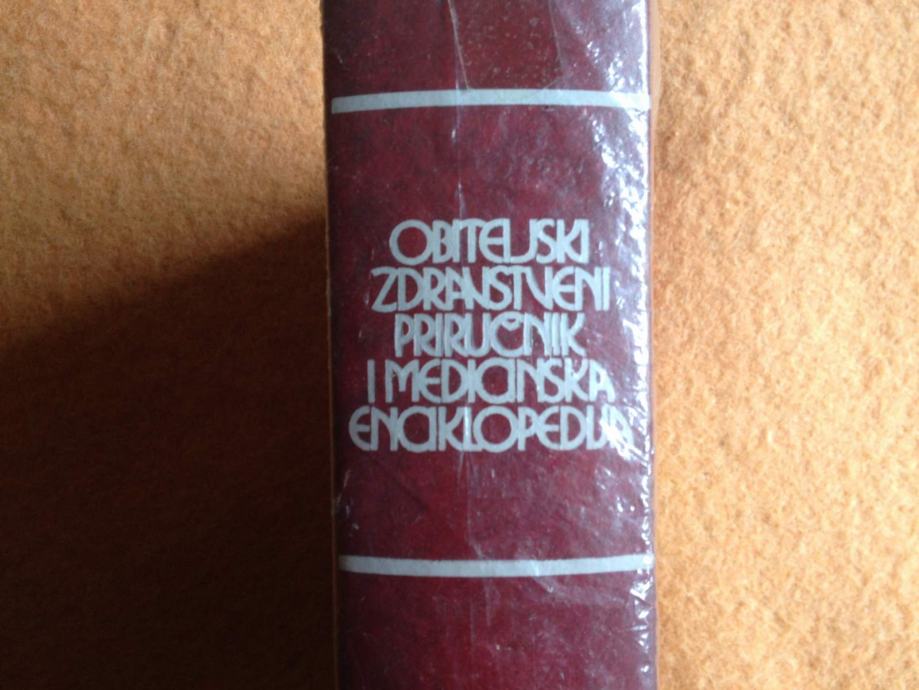 OBITELJSKI
ZDRAVSTVENI
PRIRUČNIK
I MEDICINSKA
ENCIKLOPEDIJA